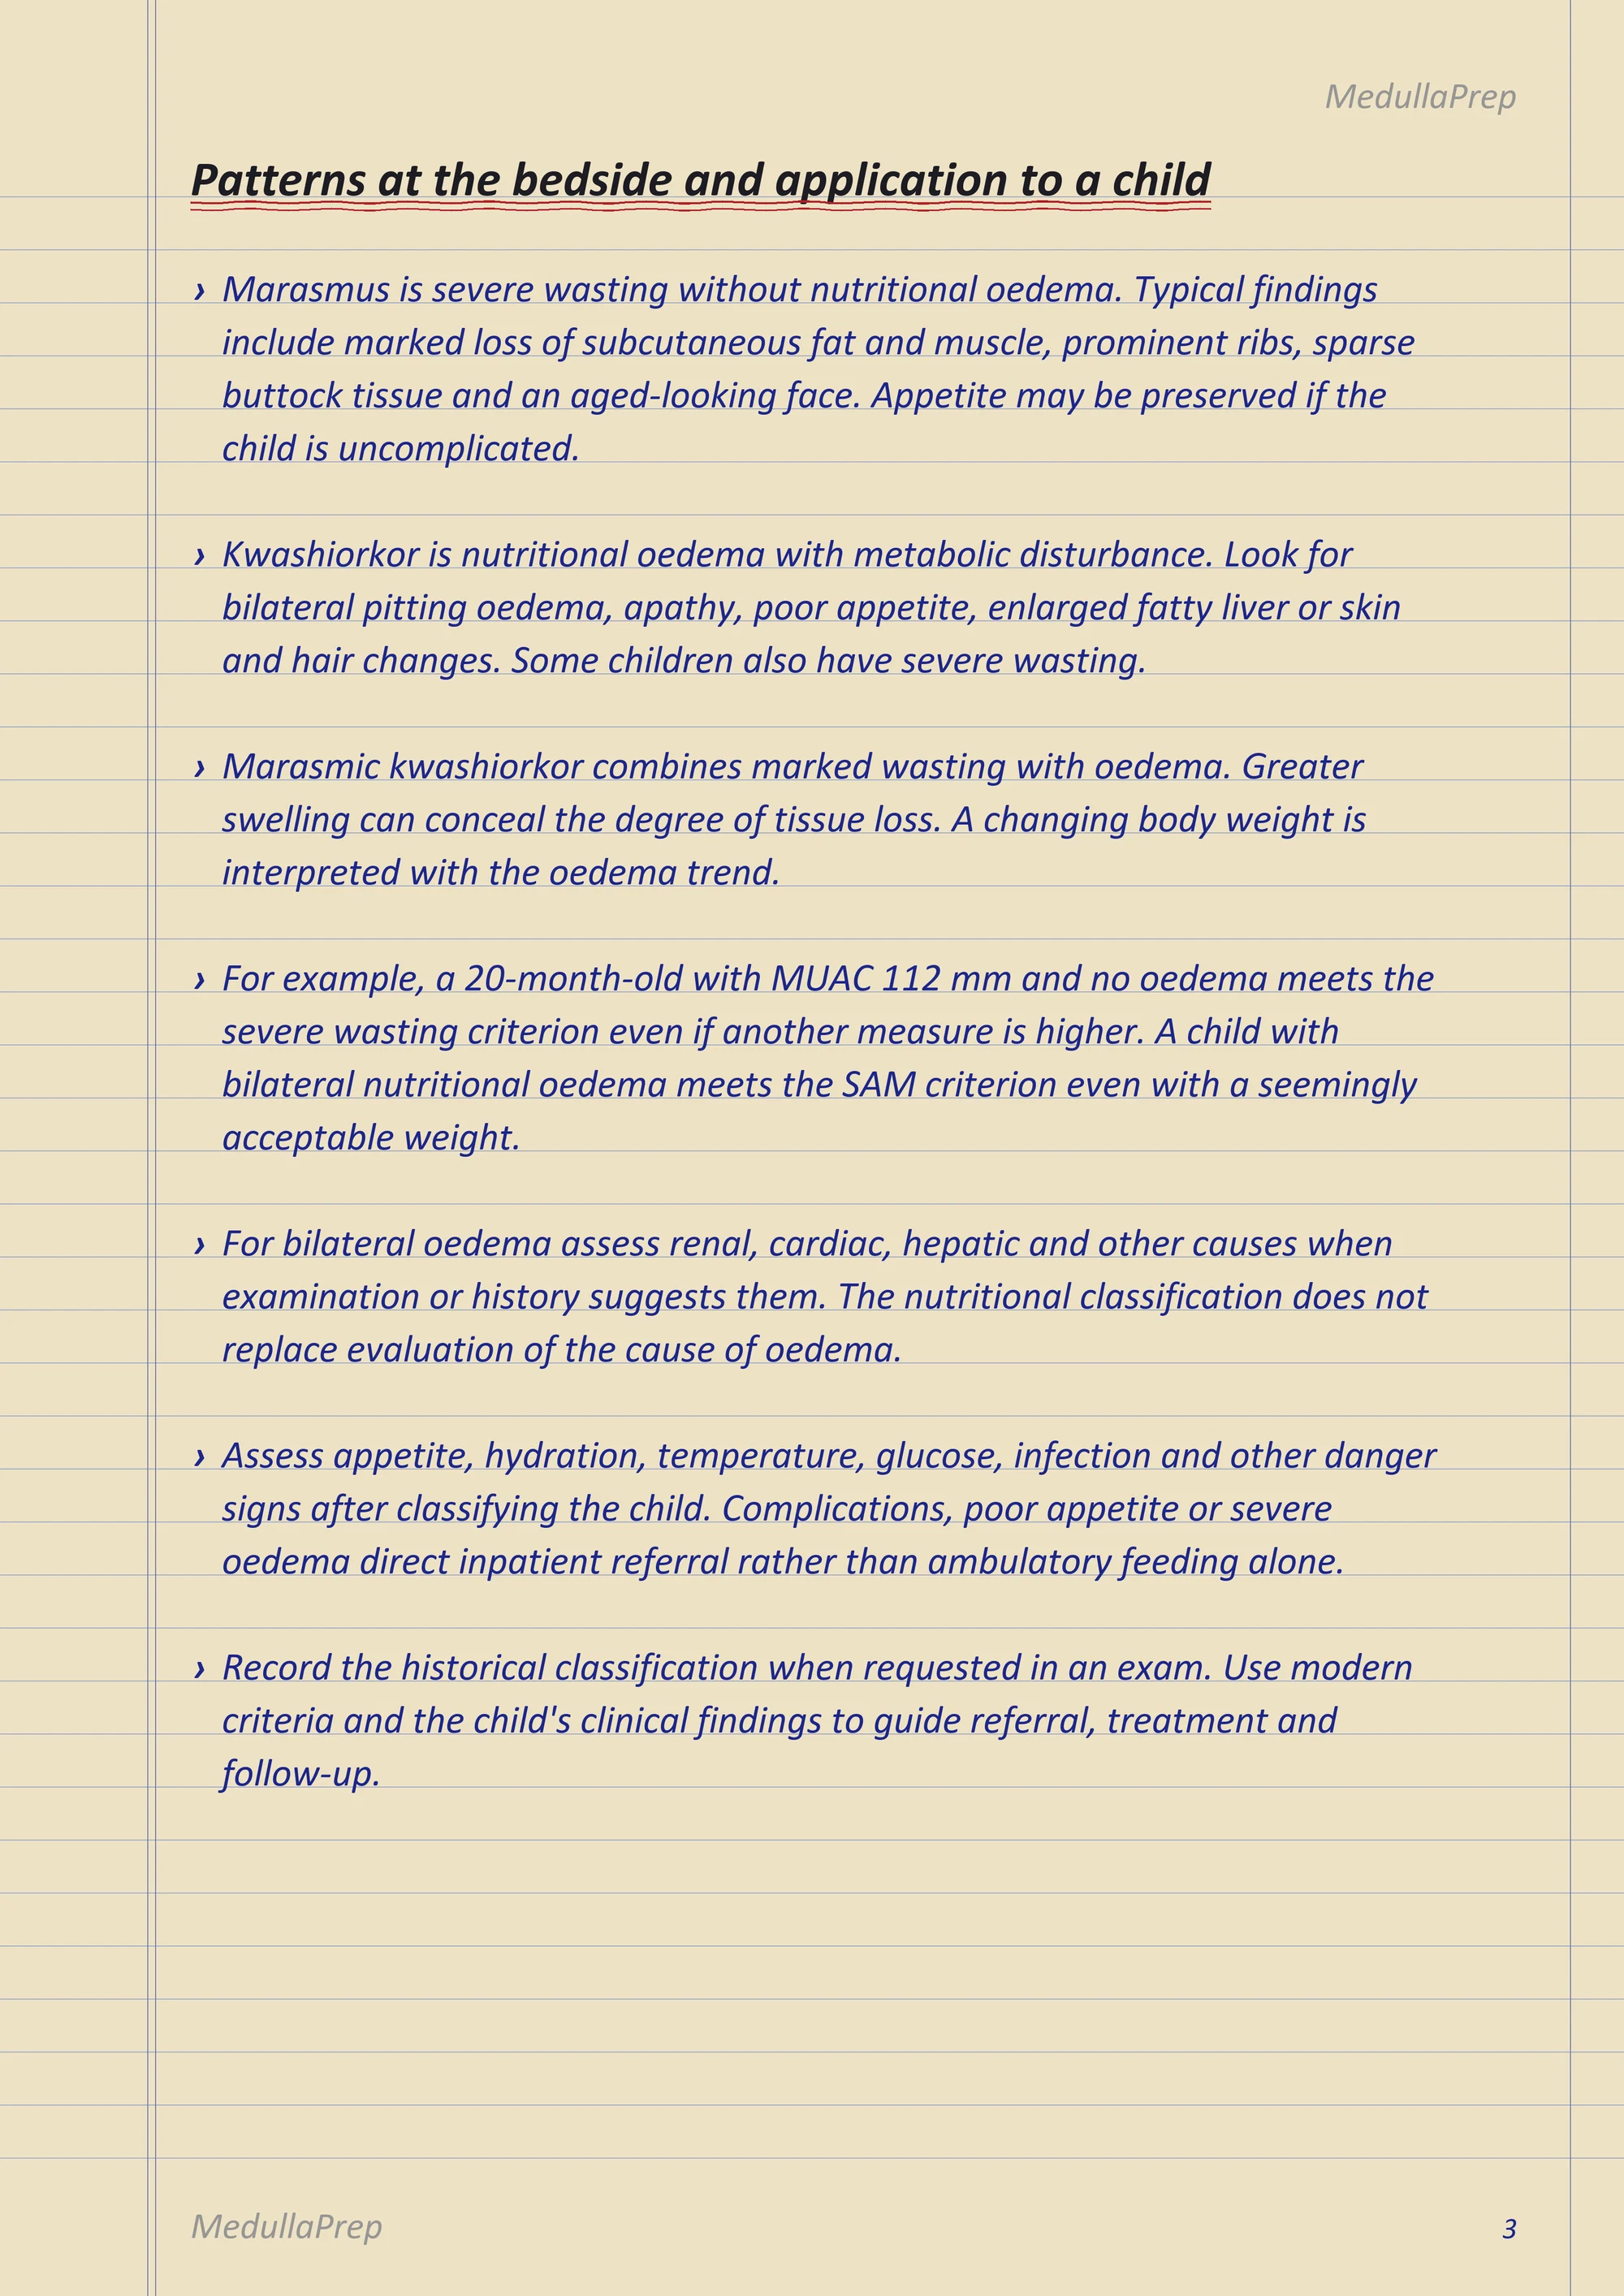 MedullaPrep
Patterns at the bedside and application to a child
› Marasmus is severe wasting without nutritional oedema. Typical findings
include marked loss of subcutaneous fat and muscle, prominent ribs, sparse
buttock tissue and an aged-looking face. Appetite may be preserved if the
child is uncomplicated.
› Kwashiorkor is nutritional oedema with metabolic disturbance. Look for
bilateral pitting oedema, apathy, poor appetite, enlarged fatty liver or skin
and hair changes. Some children also have severe wasting.
› Marasmic kwashiorkor combines marked wasting with oedema. Greater
swelling can conceal the degree of tissue loss. A changing body weight is
interpreted with the oedema trend.
› For example, a 20-month-old with MUAC 112 mm and no oedema meets the
severe wasting criterion even if another measure is higher. A child with
bilateral nutritional oedema meets the SAM criterion even with a seemingly
acceptable weight.
› For bilateral oedema assess renal, cardiac, hepatic and other causes when
examination or history suggests them. The nutritional classification does not
replace evaluation of the cause of oedema.
› Assess appetite, hydration, temperature, glucose, infection and other danger
signs after classifying the child. Complications, poor appetite or severe
oedema direct inpatient referral rather than ambulatory feeding alone.
› Record the historical classification when requested in an exam. Use modern
criteria and the child's clinical findings to guide referral, treatment and
follow-up.
MedullaPrep
3